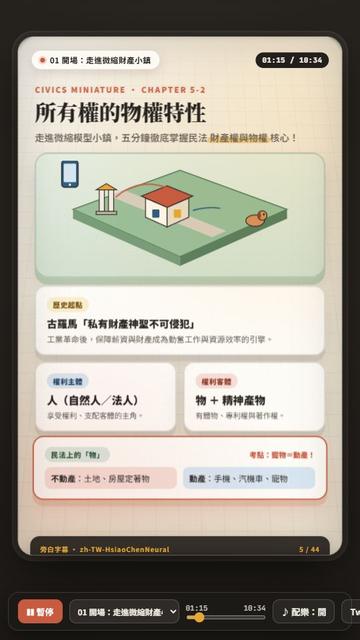 01 開場：走進微縮財產小鎮
01:15 / 10:34
CIVICS MINIATURE • CHAPTER 5-2
所有權的物權特性
走進微縮模型小鎮，五分鐘徹底掌握民法 財產權與物權 核心！
歷史起點
古羅馬「私有財產神聖不可侵犯」
工業革命後，保障薪資與財產成為勤奮工作與資源效率的引擎。
權利主體
人（自然人／法人）
享受權利、支配客體的主角。
權利客體
物 + 精神產物
有體物、專利權與著作權。
民法上的「物」
考點：寵物=動產！
不動產：土地、房屋定著物
動產：手機、汽機車、寵物
旁白字幕 • zh-TW-HsiaoChenNeural
5 / 44
暫停
01 開場：走進微縮財產
01:15
10:34
♪ 配樂：開
Tw